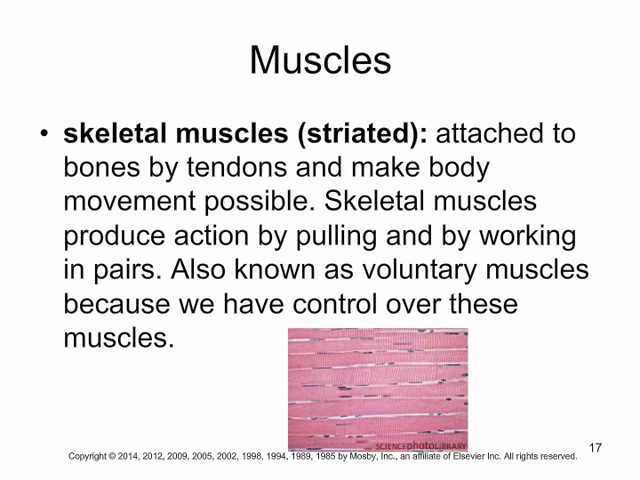 Muscles
• skeletal muscles (striated): attached to
bones by tendons and make body
movement possible. Skeletal muscles
produce action by pulling and by working
in pairs. Also known as voluntary muscles
because we have control over these
muscles.
SCIENCEphotoLIBRARY
17
Copyright © 2014, 2012, 2009, 2005, 2002, 1998, 1994, 1989, 1985 by Mosby, Inc., an affiliate of Elsevier Inc. All rights reserved.